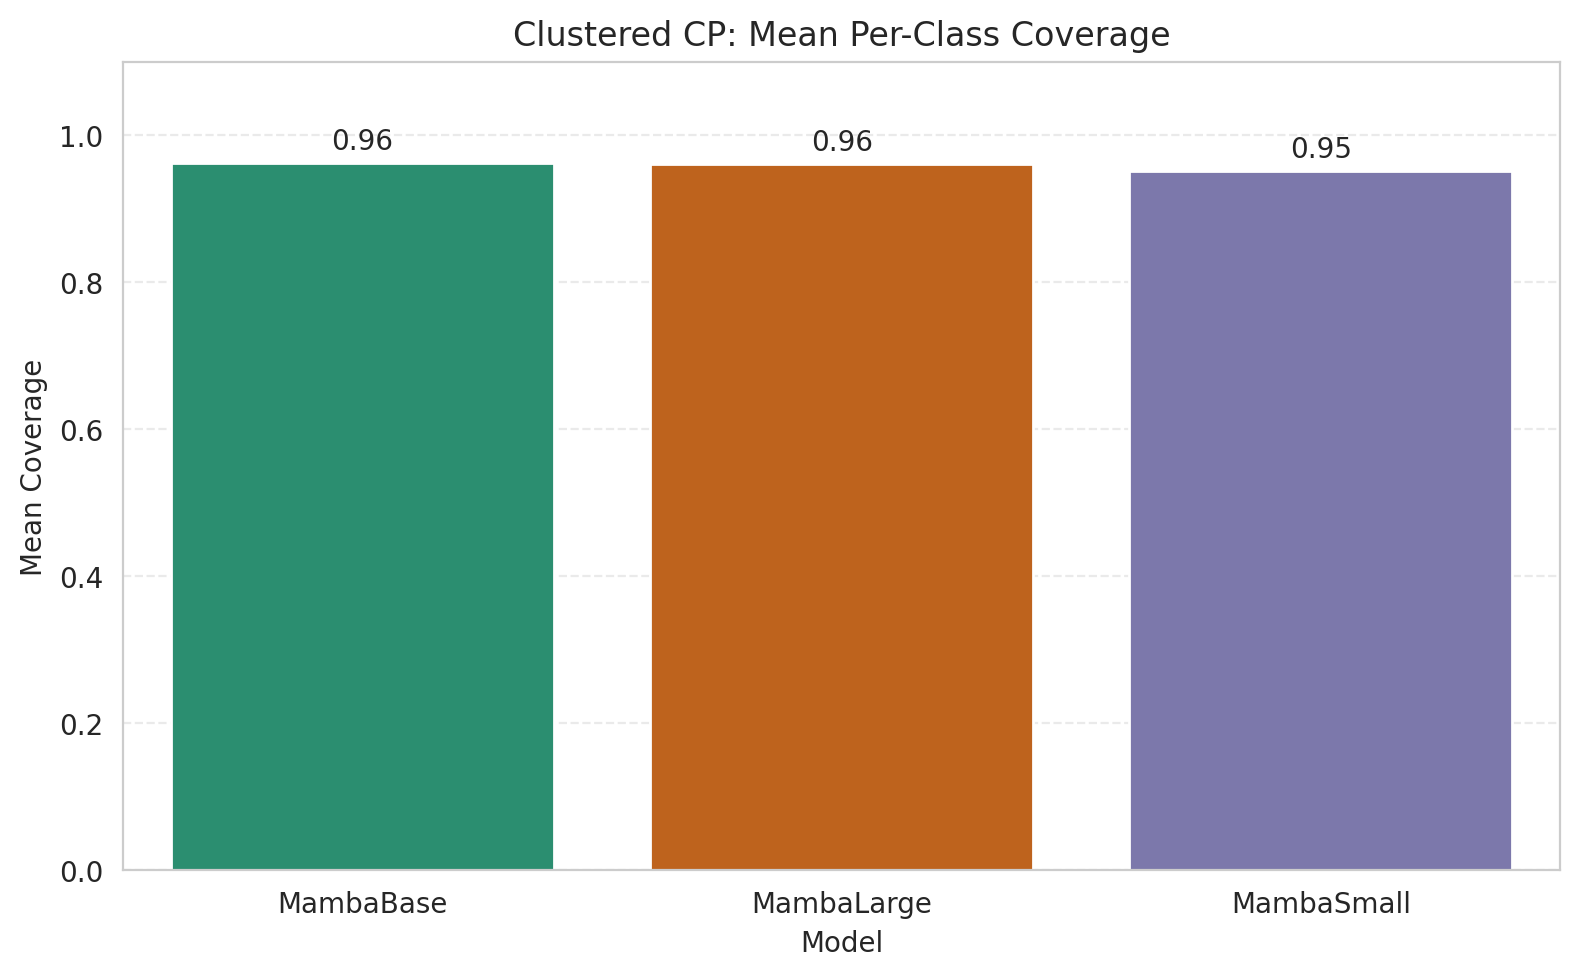 Clustered CP: Mean Per-Class Coverage
Mean Coverage
1.0
0.8
0.6
0.4
0.2
0.0
0.96
0.96
0.95
MambaBase
MambaLarge
MambaSmall
Model